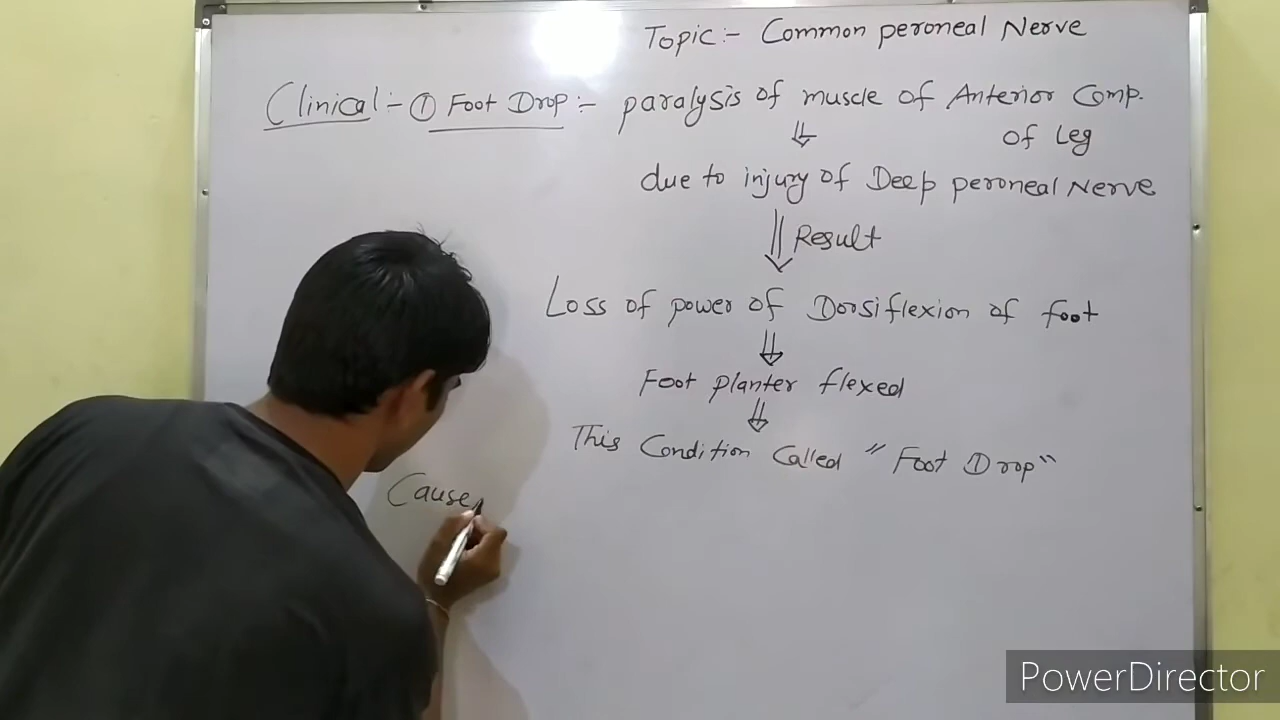 Topic:- Common peroneal Nerve
Clinical:- ① Foot Drop:- paralysis of muscle of Anterior Comp.
of Leg
due to injury of Deep peroneal Nerve
Result
Loss of power of Dorsiflexion of foot
Foot planter flexed
This Condition Called "Foot Drop"
Cause
PowerDirector